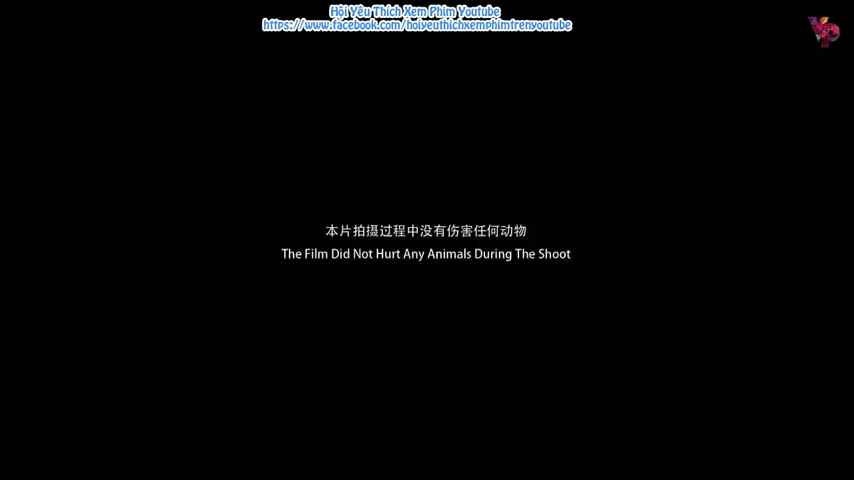 Hội Yêu Thích Xem Phim Youtube
https://www.facebook.com/hoiyeuthichxemphimtrenyoutube
VP
本片拍摄过程中没有伤害任何动物
The Film Did Not Hurt Any Animals During The Shoot